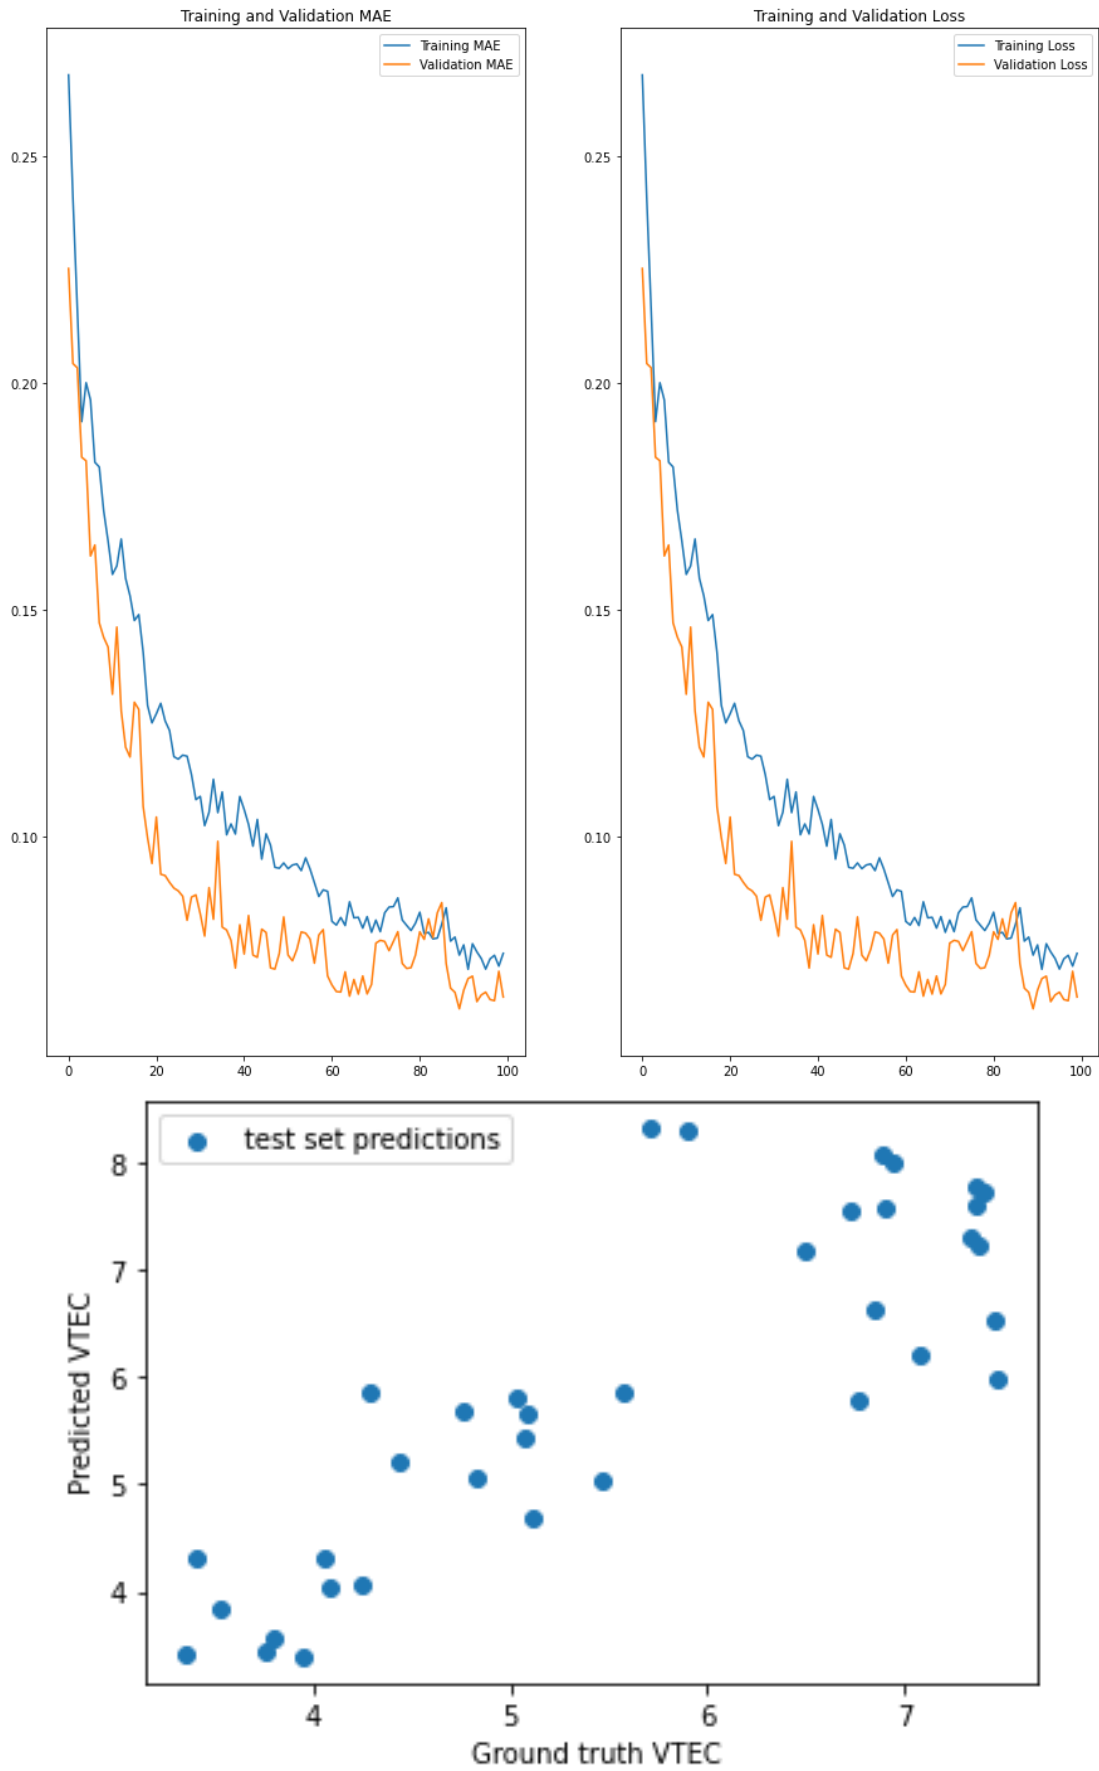 Training and Validation MAE
Training MAE
Validation MAE
0.25
0.20
0.15
0.10
0 20 40 60 80 100
Training and Validation Loss
Training Loss
Validation Loss
0.25
0.20
0.15
0.10
0 20 40 60 80 100
test set predictions
8
7
6
5
4
Predicted VTEC
4 5 6 7
Ground truth VTEC